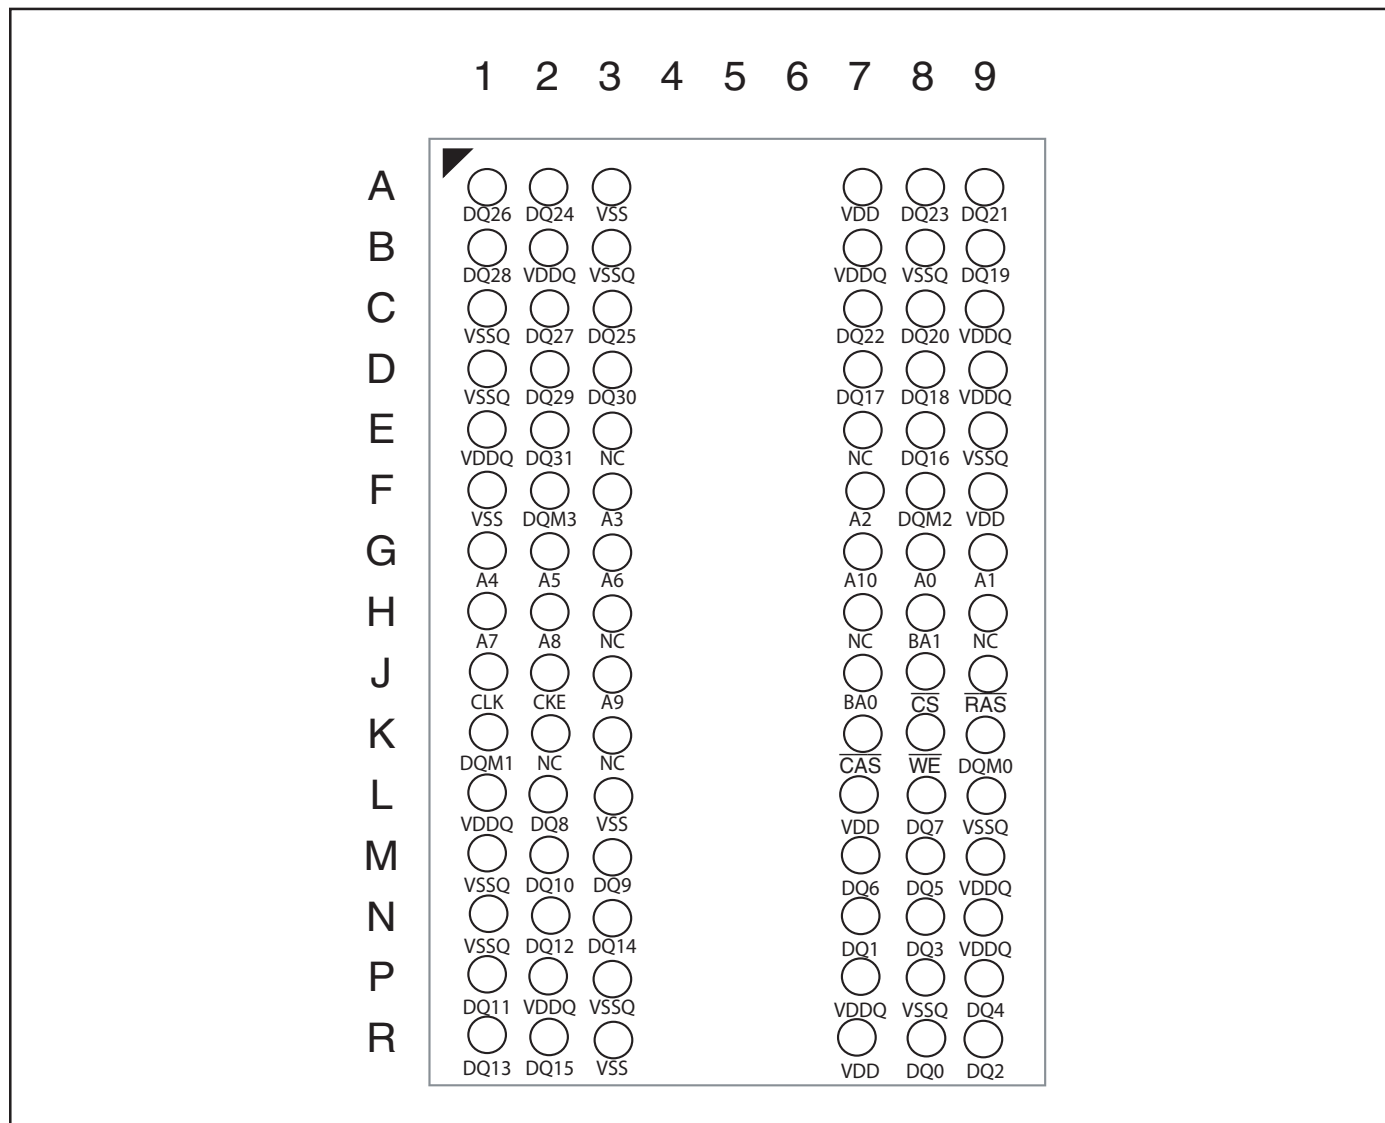 1 2 3 4 5 6 7 8 9
A
DQ26 DQ24 VSS VDD DQ23 DQ21
B
DQ28 VDDQ VSSQ VDDQ VSSQ DQ19
C
VSSQ DQ27 DQ25 DQ22 DQ20 VDDQ
D
VSSQ DQ29 DQ30 DQ17 DQ18 VDDQ
E
VDDQ DQ31 NC NC DQ16 VSSQ
F
VSS DQM3 A3 A2 DQM2 VDD
G
A4 A5 A6 A10 A0 A1
H
A7 A8 NC NC BA1 NC
J
CLK CKE A9 BA0 C̅S̅ R̅A̅S̅
K
DQM1 NC NC C̅A̅S̅ W̅E̅ DQM0
L
VDDQ DQ8 VSS VDD DQ7 VSSQ
M
VSSQ DQ10 DQ9 DQ6 DQ5 VDDQ
N
VSSQ DQ12 DQ14 DQ1 DQ3 VDDQ
P
DQ11 VDDQ VSSQ VDDQ VSSQ DQ4
R
DQ13 DQ15 VSS VDD DQ0 DQ2